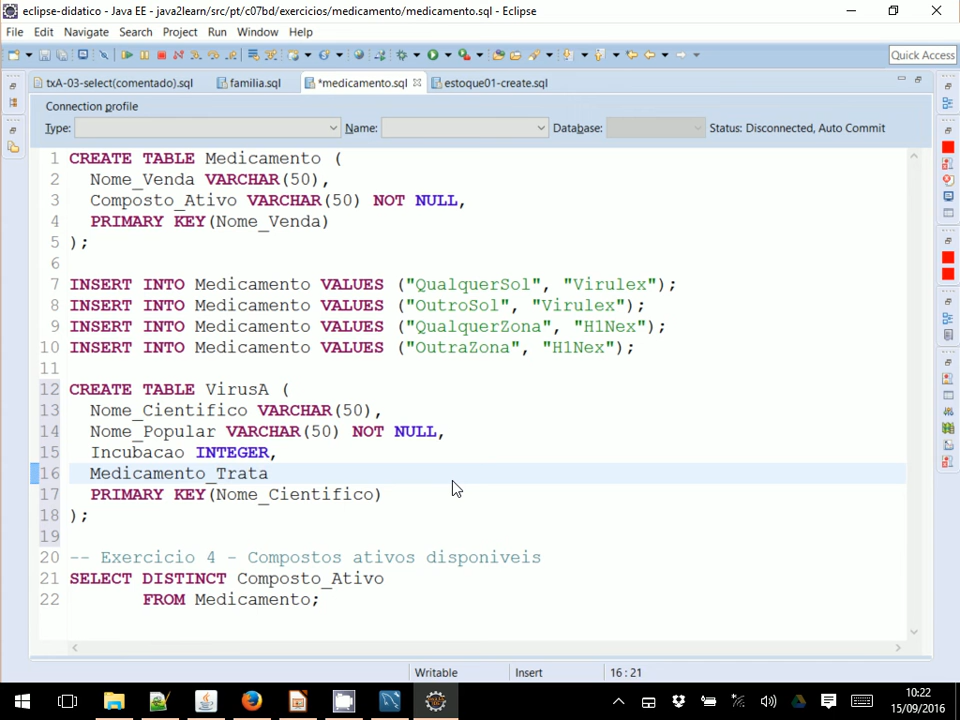 eclipse-didatico - Java EE - java2learn/src/pt/c07bd/exercicios/medicamento/medicamento.sql - Eclipse
File Edit Navigate Search Project Run Window Help
Quick Access
txA-03-select(comentado).sql familia.sql *medicamento.sql estoque01-create.sql
Connection profile
Type: Name: Database: Status: Disconnected, Auto Commit
1 CREATE TABLE Medicamento (
2 Nome_Venda VARCHAR(50),
3 Composto_Ativo VARCHAR(50) NOT NULL,
4 PRIMARY KEY(Nome_Venda)
5 );
6
7 INSERT INTO Medicamento VALUES ("QualquerSol", "Virulex");
8 INSERT INTO Medicamento VALUES ("OutroSol", "Virulex");
9 INSERT INTO Medicamento VALUES ("QualquerZona", "H1Nex");
10 INSERT INTO Medicamento VALUES ("OutraZona", "H1Nex");
11
12 CREATE TABLE VirusA (
13 Nome_Cientifico VARCHAR(50),
14 Nome_Popular VARCHAR(50) NOT NULL,
15 Incubacao INTEGER,
16 Medicamento_Trata
17 PRIMARY KEY(Nome_Cientifico)
18 );
19
20 -- Exercicio 4 - Compostos ativos disponiveis
21 SELECT DISTINCT Composto_Ativo
22 FROM Medicamento;
Writable Insert 16 : 21
10:22
15/09/2016